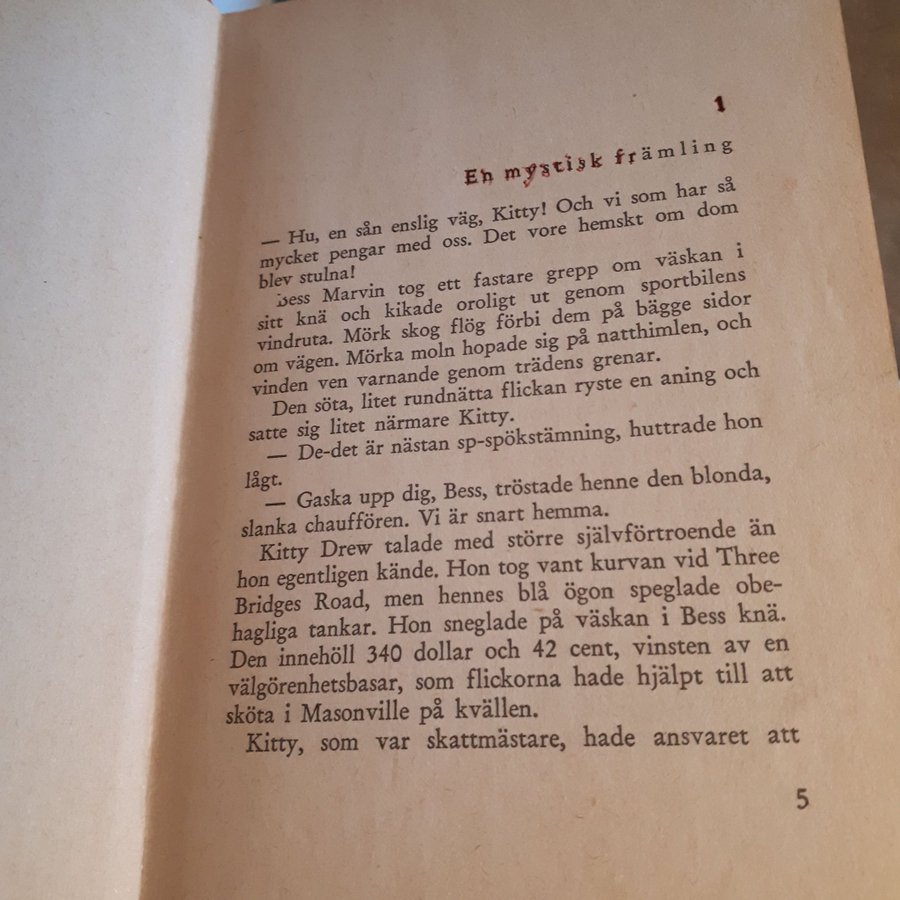 1
En mystisk främling
— Hu, en sån enslig väg, Kitty! Och vi som har så
mycket pengar med oss. Det vore hemskt om dom
blev stulna!
Bess Marvin tog ett fastare grepp om väskan i
sitt knä och kikade oroligt ut genom sportbilens
vindruta. Mörk skog flög förbi dem på bägge sidor
om vägen. Mörka moln hopade sig på natthimlen, och
vinden ven varnande genom trädens grenar.
Den söta, litet rundnätta flickan ryste en aning och
satte sig litet närmare Kitty.
— De-det är nästan sp-spökstämning, huttrade hon
lågt.
— Gaska upp dig, Bess, tröstade henne den blonda,
slanka chauffören. Vi är snart hemma.
Kitty Drew talade med större självförtroende än
hon egentligen kände. Hon tog vant kurvan vid Three
Bridges Road, men hennes blå ögon speglade obe-
hagliga tankar. Hon sneglade på väskan i Bess knä.
Den innehöll 340 dollar och 42 cent, vinsten av en
välgörenhetsbasar, som flickorna hade hjälpt till att
sköta i Masonville på kvällen.
Kitty, som var skattmästare, hade ansvaret att
5